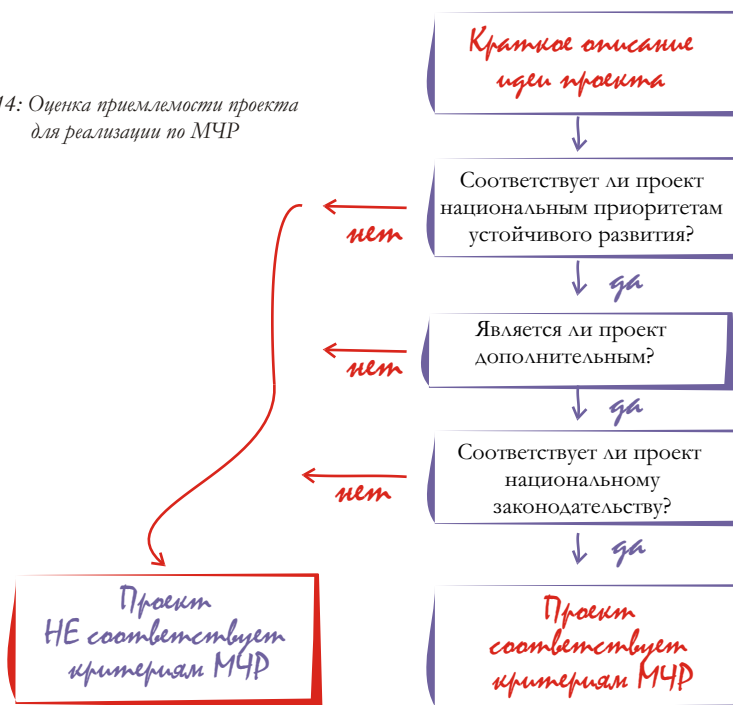 Краткое описание
идеи проекта
14: Оценка приемлемости проекта
для реализации по МЧР
Соответствует ли проект
национальным приоритетам
устойчивого развития?
нет
да
Является ли проект
дополнительным?
нет
да
Соответствует ли проект
национальному
законодательству?
нет
да
Проект
НЕ соответствует
критериям МЧР
Проект
соответствует
критериям МЧР